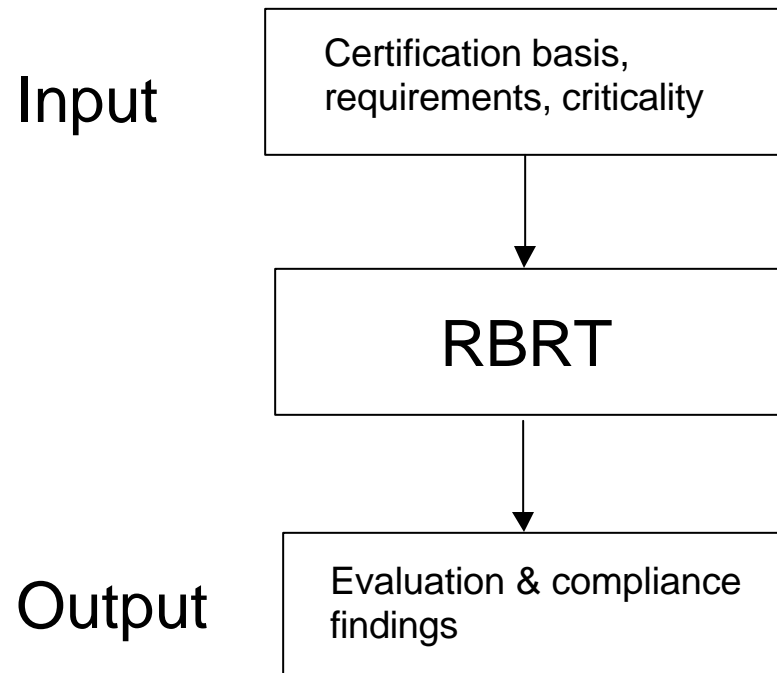 Input
Certification basis,
requirements, criticality
RBRT
Output
Evaluation & compliance
findings